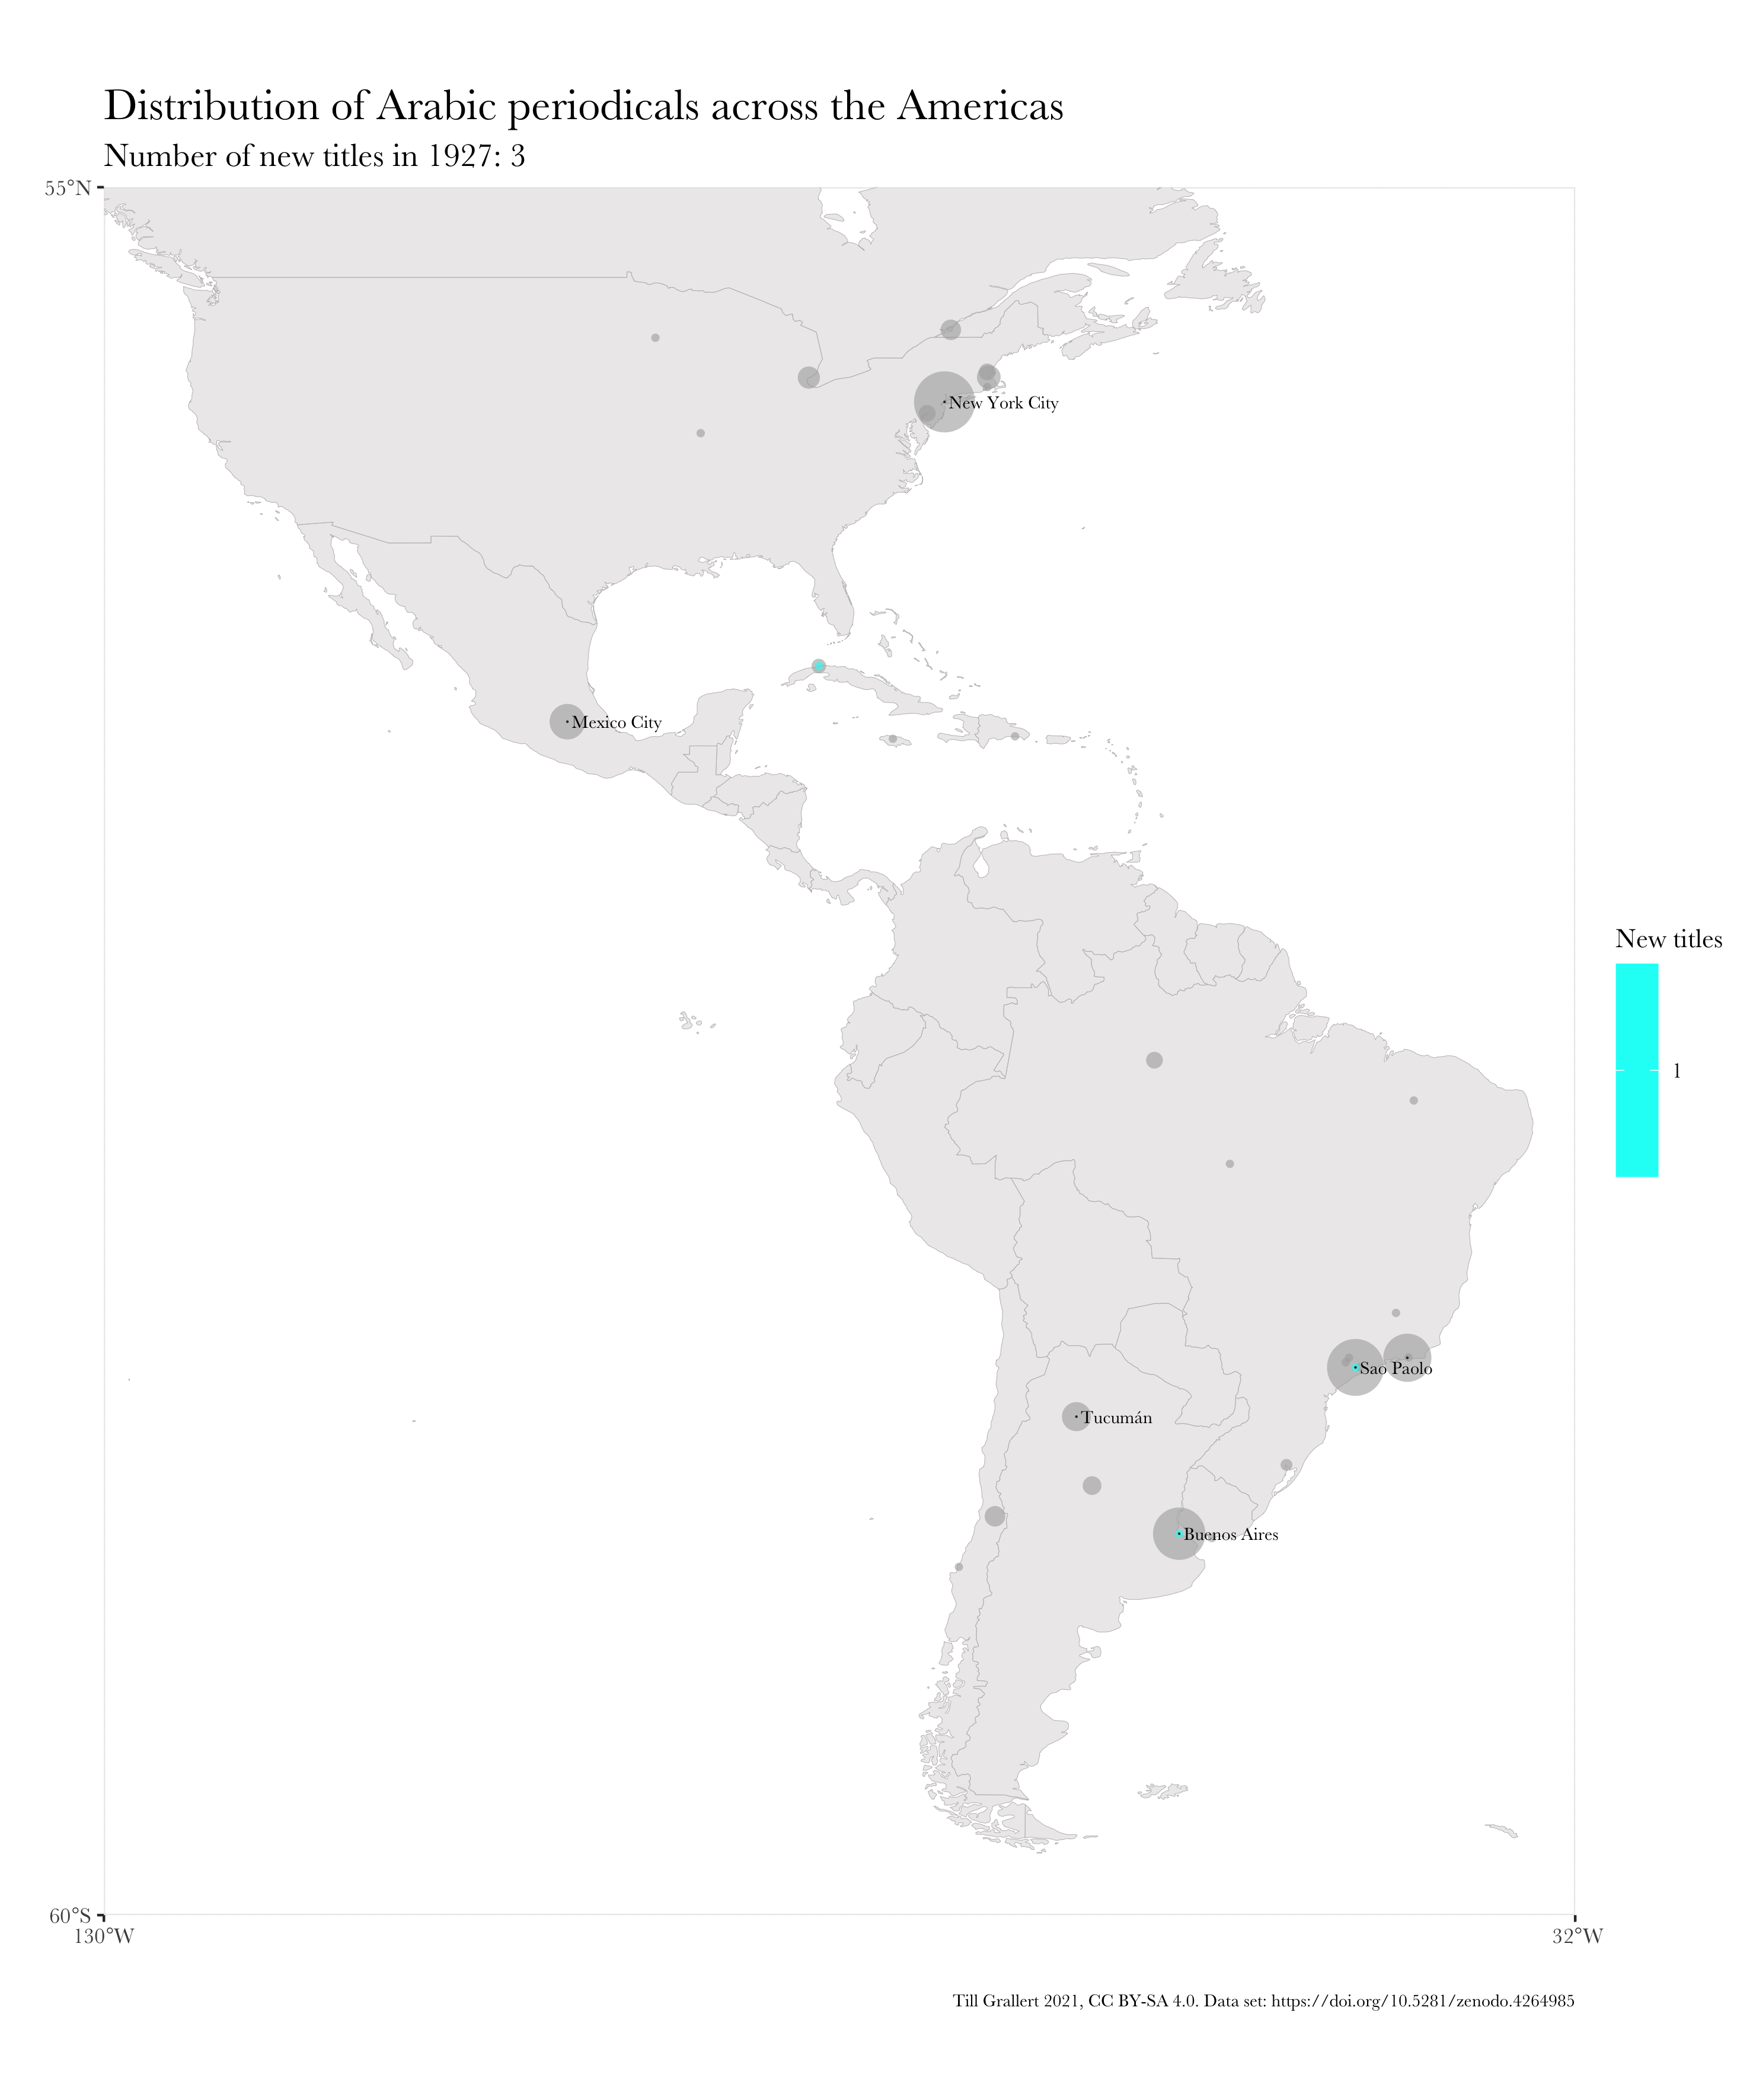 Distribution of Arabic periodicals across the Americas
Number of new titles in 1927: 3
55°N
New York City
Mexico City
New titles
1
Sao Paolo
Tucumán
Buenos Aires
60°S
130°W
32°W
Till Grallert 2021, CC BY-SA 4.0. Data set: https://doi.org/10.5281/zenodo.4264985